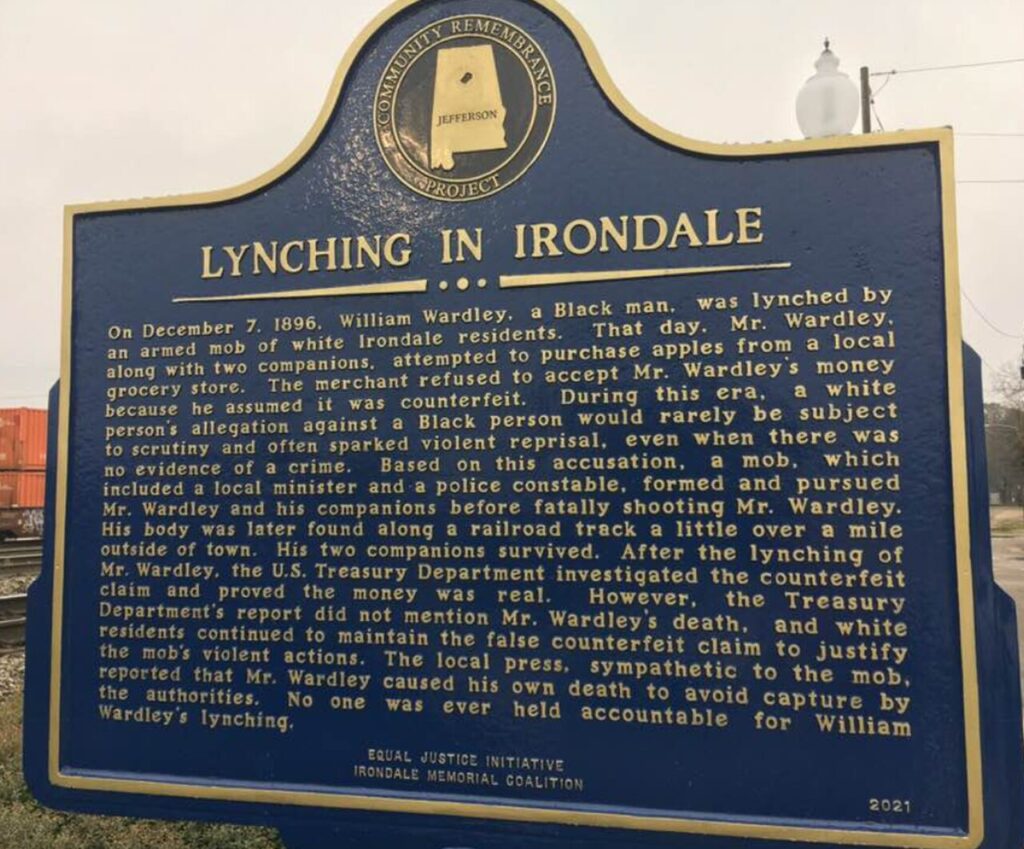 COMMUNITY REMEMBRANCE
JEFFERSON
PROJECT
LYNCHING IN IRONDALE
On December 7, 1896, William Wardley, a Black man, was lynched by
an armed mob of white Irondale residents. That day, Mr. Wardley,
along with two companions, attempted to purchase apples from a local
grocery store. The merchant refused to accept Mr. Wardley's money
because he assumed it was counterfeit. During this era, a white
person's allegation against a Black person would rarely be subject
to scrutiny and often sparked violent reprisal, even when there was
no evidence of a crime. Based on this accusation, a mob, which
included a local minister and a police constable, formed and pursued
Mr. Wardley and his companions before fatally shooting Mr. Wardley.
His body was later found along a railroad track a little over a mile
outside of town. His two companions survived. After the lynching of
Mr. Wardley, the U.S. Treasury Department investigated the counterfeit
claim and proved the money was real. However, the Treasury
Department's report did not mention Mr. Wardley's death, and white
residents continued to maintain the false counterfeit claim to justify
the mob's violent actions. The local press, sympathetic to the mob,
reported that Mr. Wardley caused his own death to avoid capture by
the authorities. No one was ever held accountable for William
Wardley's lynching.
EQUAL JUSTICE INITIATIVE
IRONDALE MEMORIAL COALITION
2021